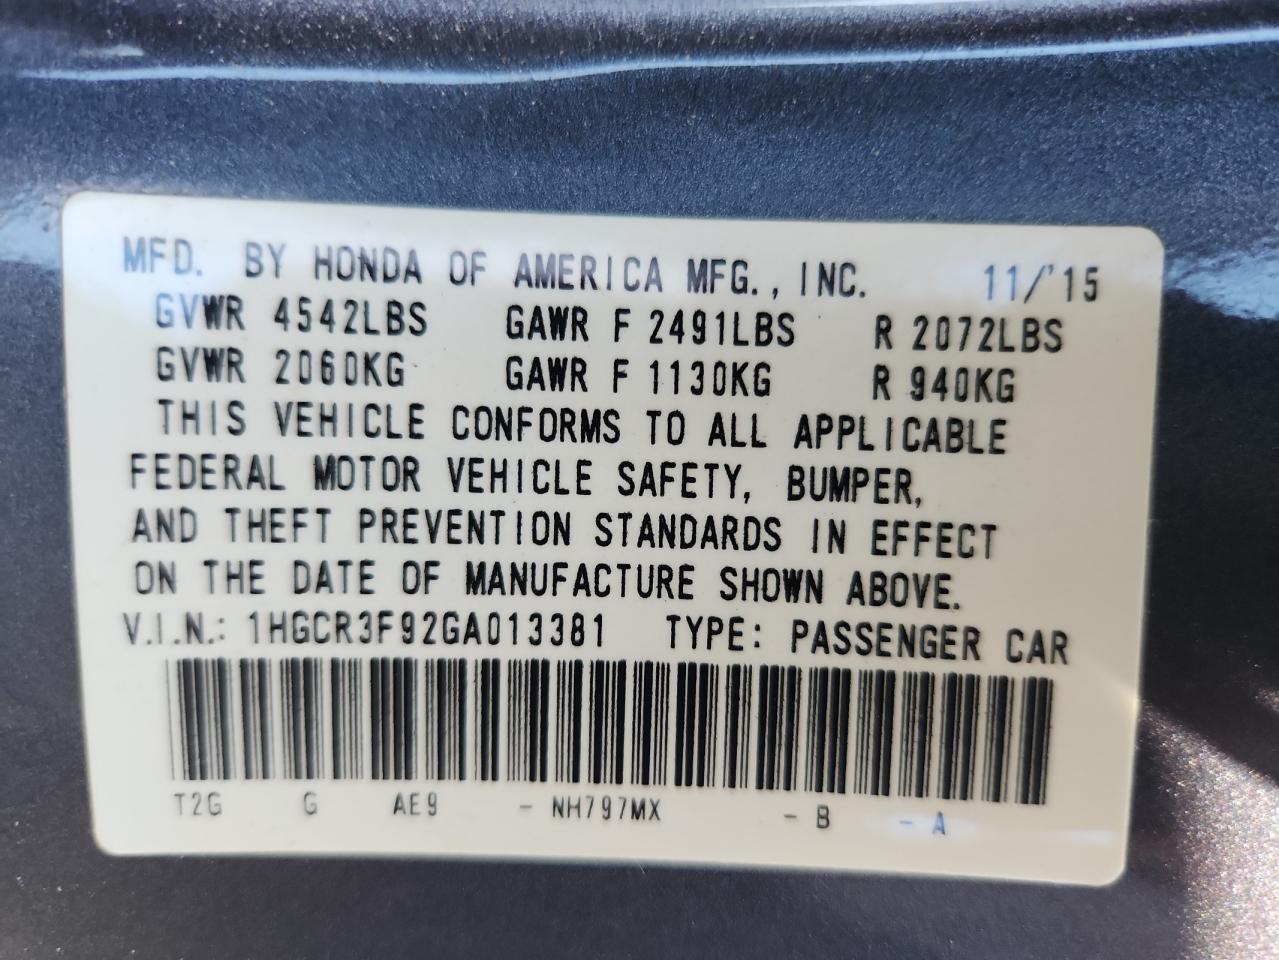 MFD. BY HONDA OF AMERICA MFG., INC. 11/'15
GVWR 4542LBS GAWR F 2491LBS R 2072LBS
GVWR 2060KG GAWR F 1130KG R 940KG
THIS VEHICLE CONFORMS TO ALL APPLICABLE
FEDERAL MOTOR VEHICLE SAFETY, BUMPER,
AND THEFT PREVENTION STANDARDS IN EFFECT
ON THE DATE OF MANUFACTURE SHOWN ABOVE.
V.I.N.: 1HGCR3F92GA013381 TYPE: PASSENGER CAR
T2G G AE9 - NH797MX - B - A